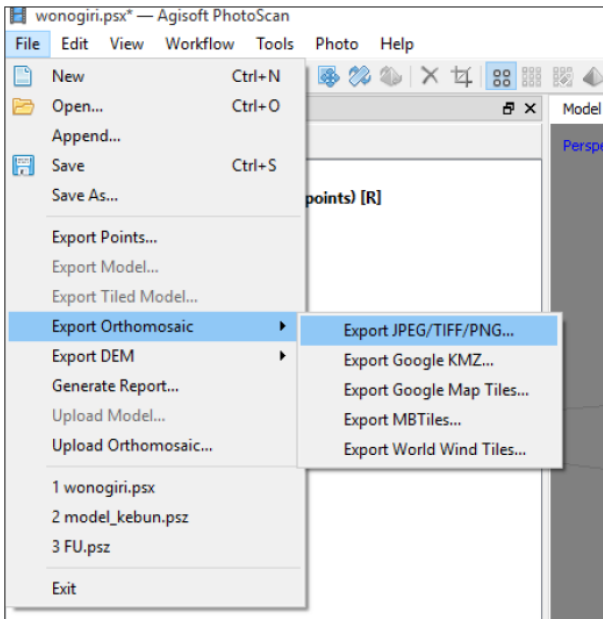 wonogiri.psx* — Agisoft PhotoScan
File Edit View Workflow Tools Photo Help
New Ctrl+N
Open... Ctrl+O
Append...
Save Ctrl+S
Save As...
points) [R]
Export Points...
Export Model...
Export Tiled Model...
Export Orthomosaic
Export DEM
Generate Report...
Upload Model...
Upload Orthomosaic...
1 wonogiri.psx
2 model_kebun.psz
3 FU.psz
Exit
Export JPEG/TIFF/PNG...
Export Google KMZ...
Export Google Map Tiles...
Export MBTiles...
Export World Wind Tiles...
Model
Perspe